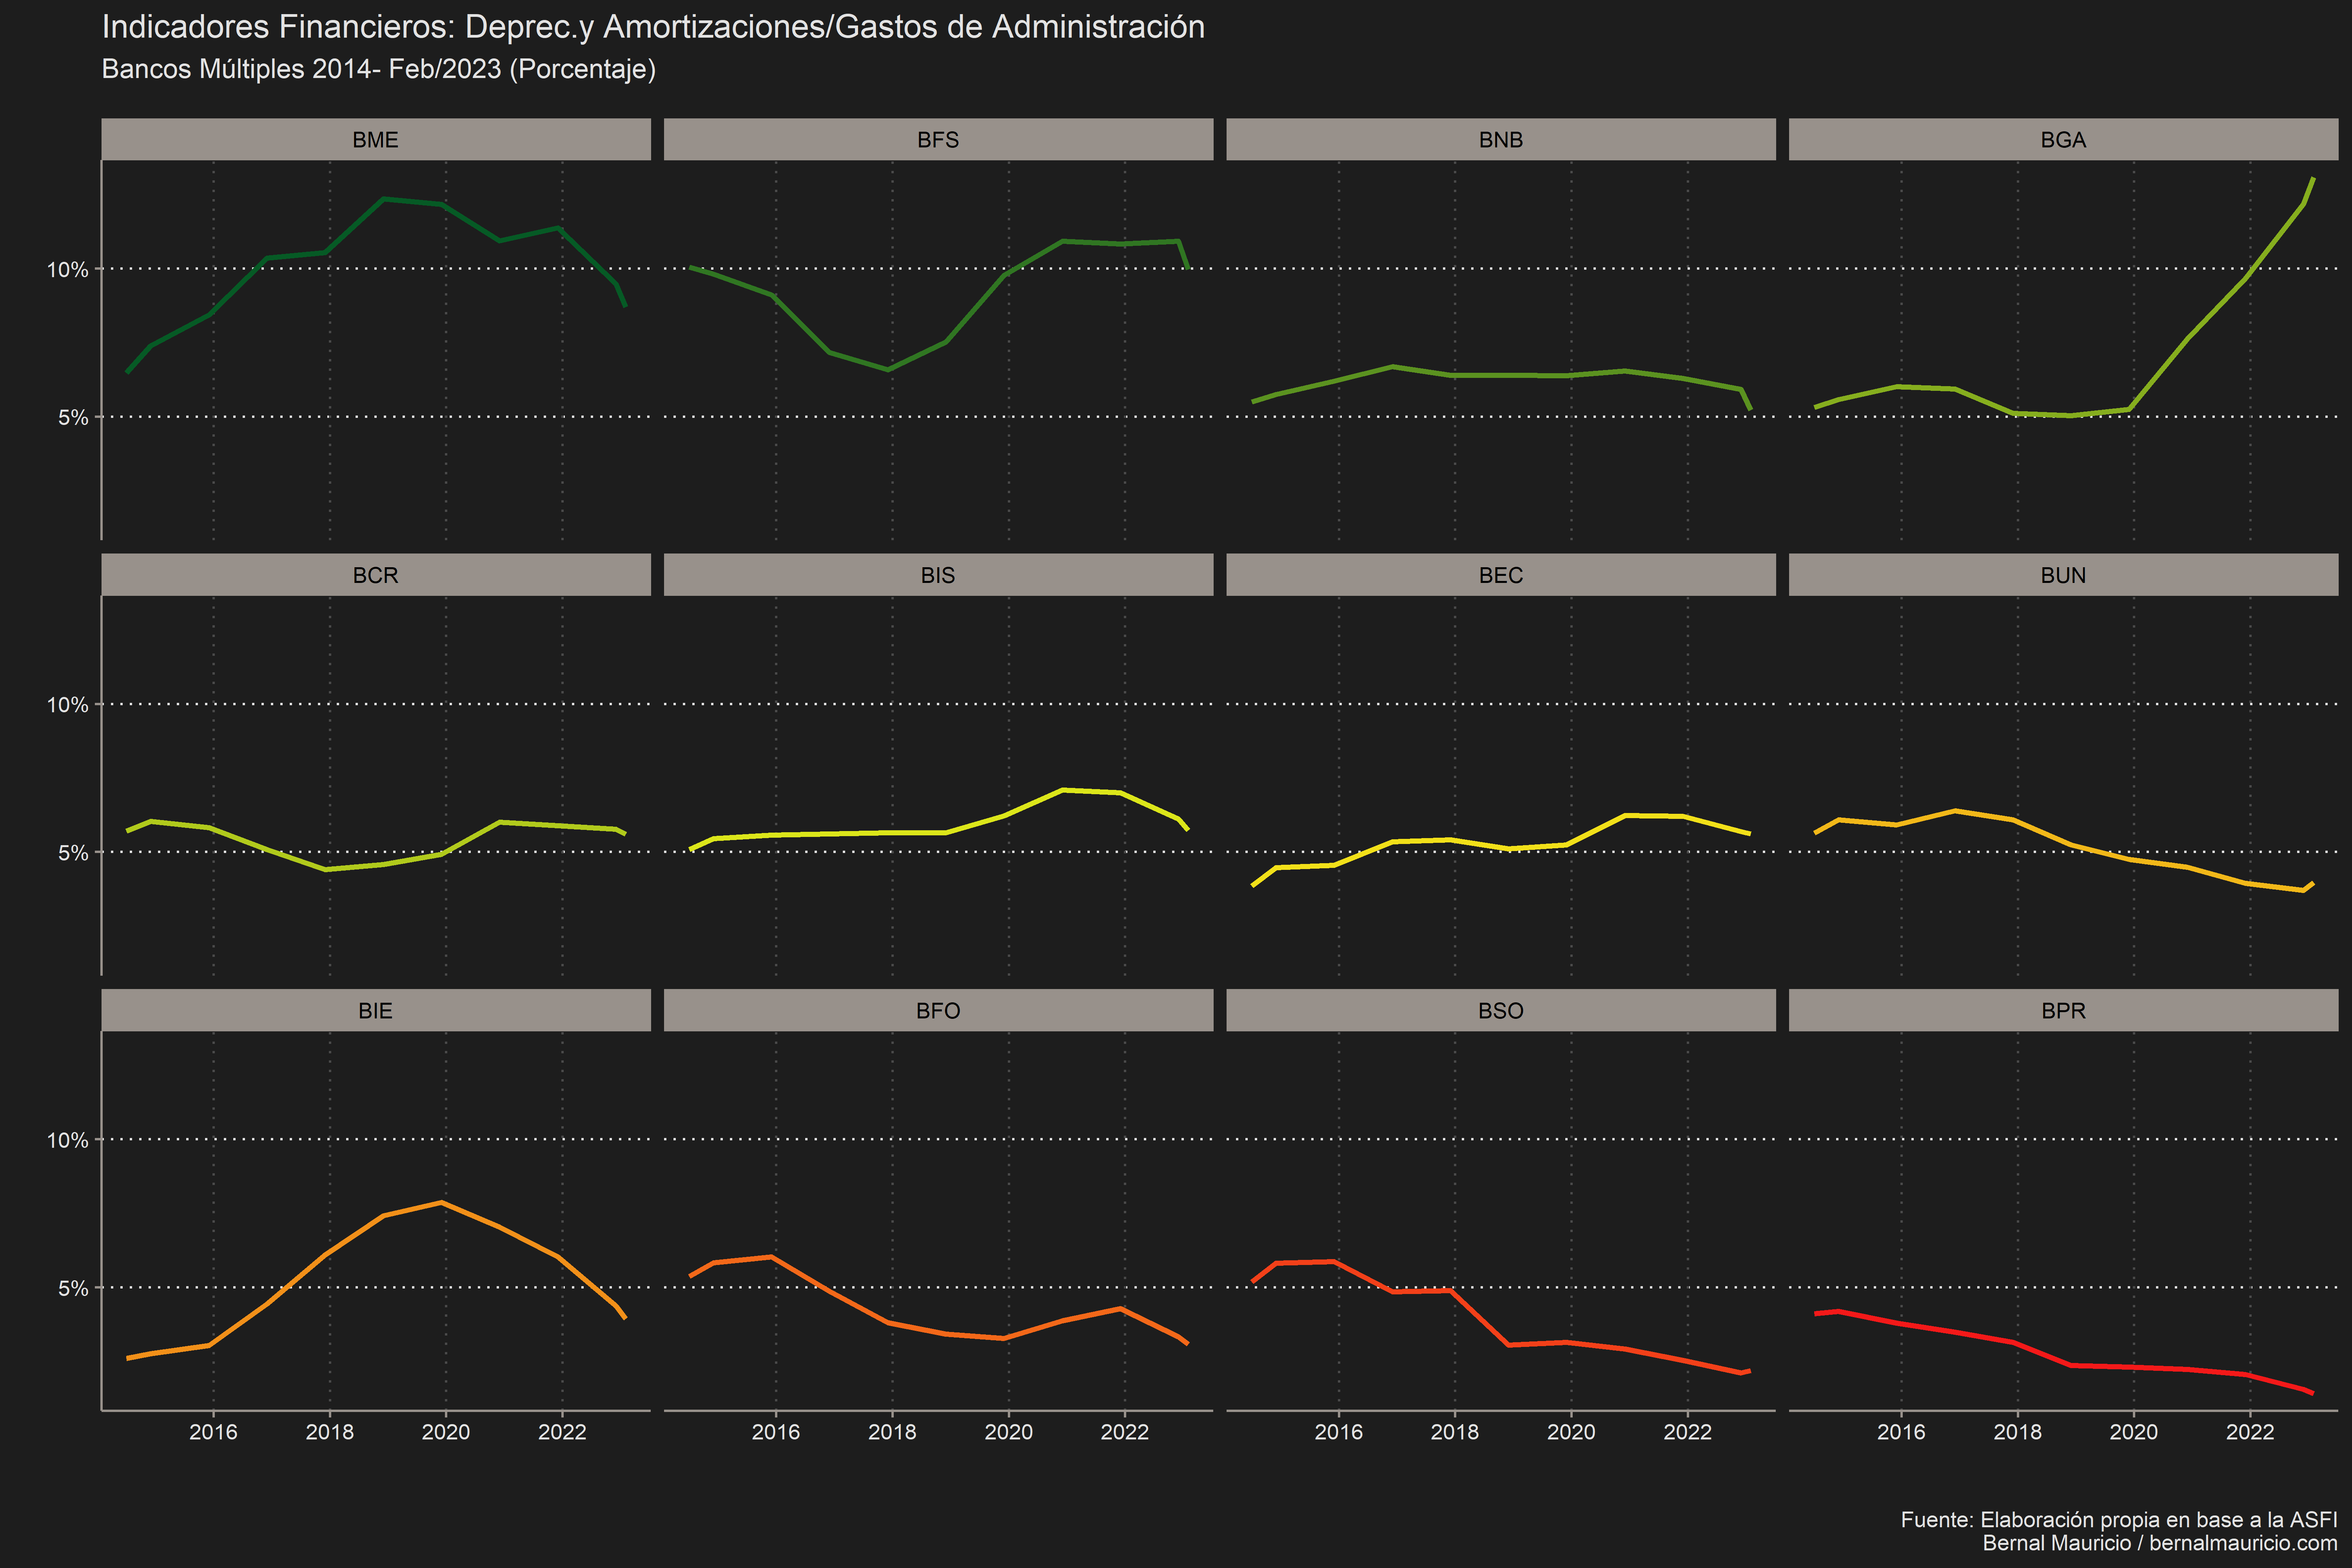 Indicadores Financieros: Deprec.y Amortizaciones/Gastos de Administración
Bancos Múltiples 2014- Feb/2023 (Porcentaje)
BME BFS BNB BGA
10%
5%
BCR BIS BEC BUN
10%
5%
BIE BFO BSO BPR
10%
5%
2016 2018 2020 2022 2016 2018 2020 2022 2016 2018 2020 2022 2016 2018 2020 2022
Fuente: Elaboración propia en base a la ASFI
Bernal Mauricio / bernalmauricio.com